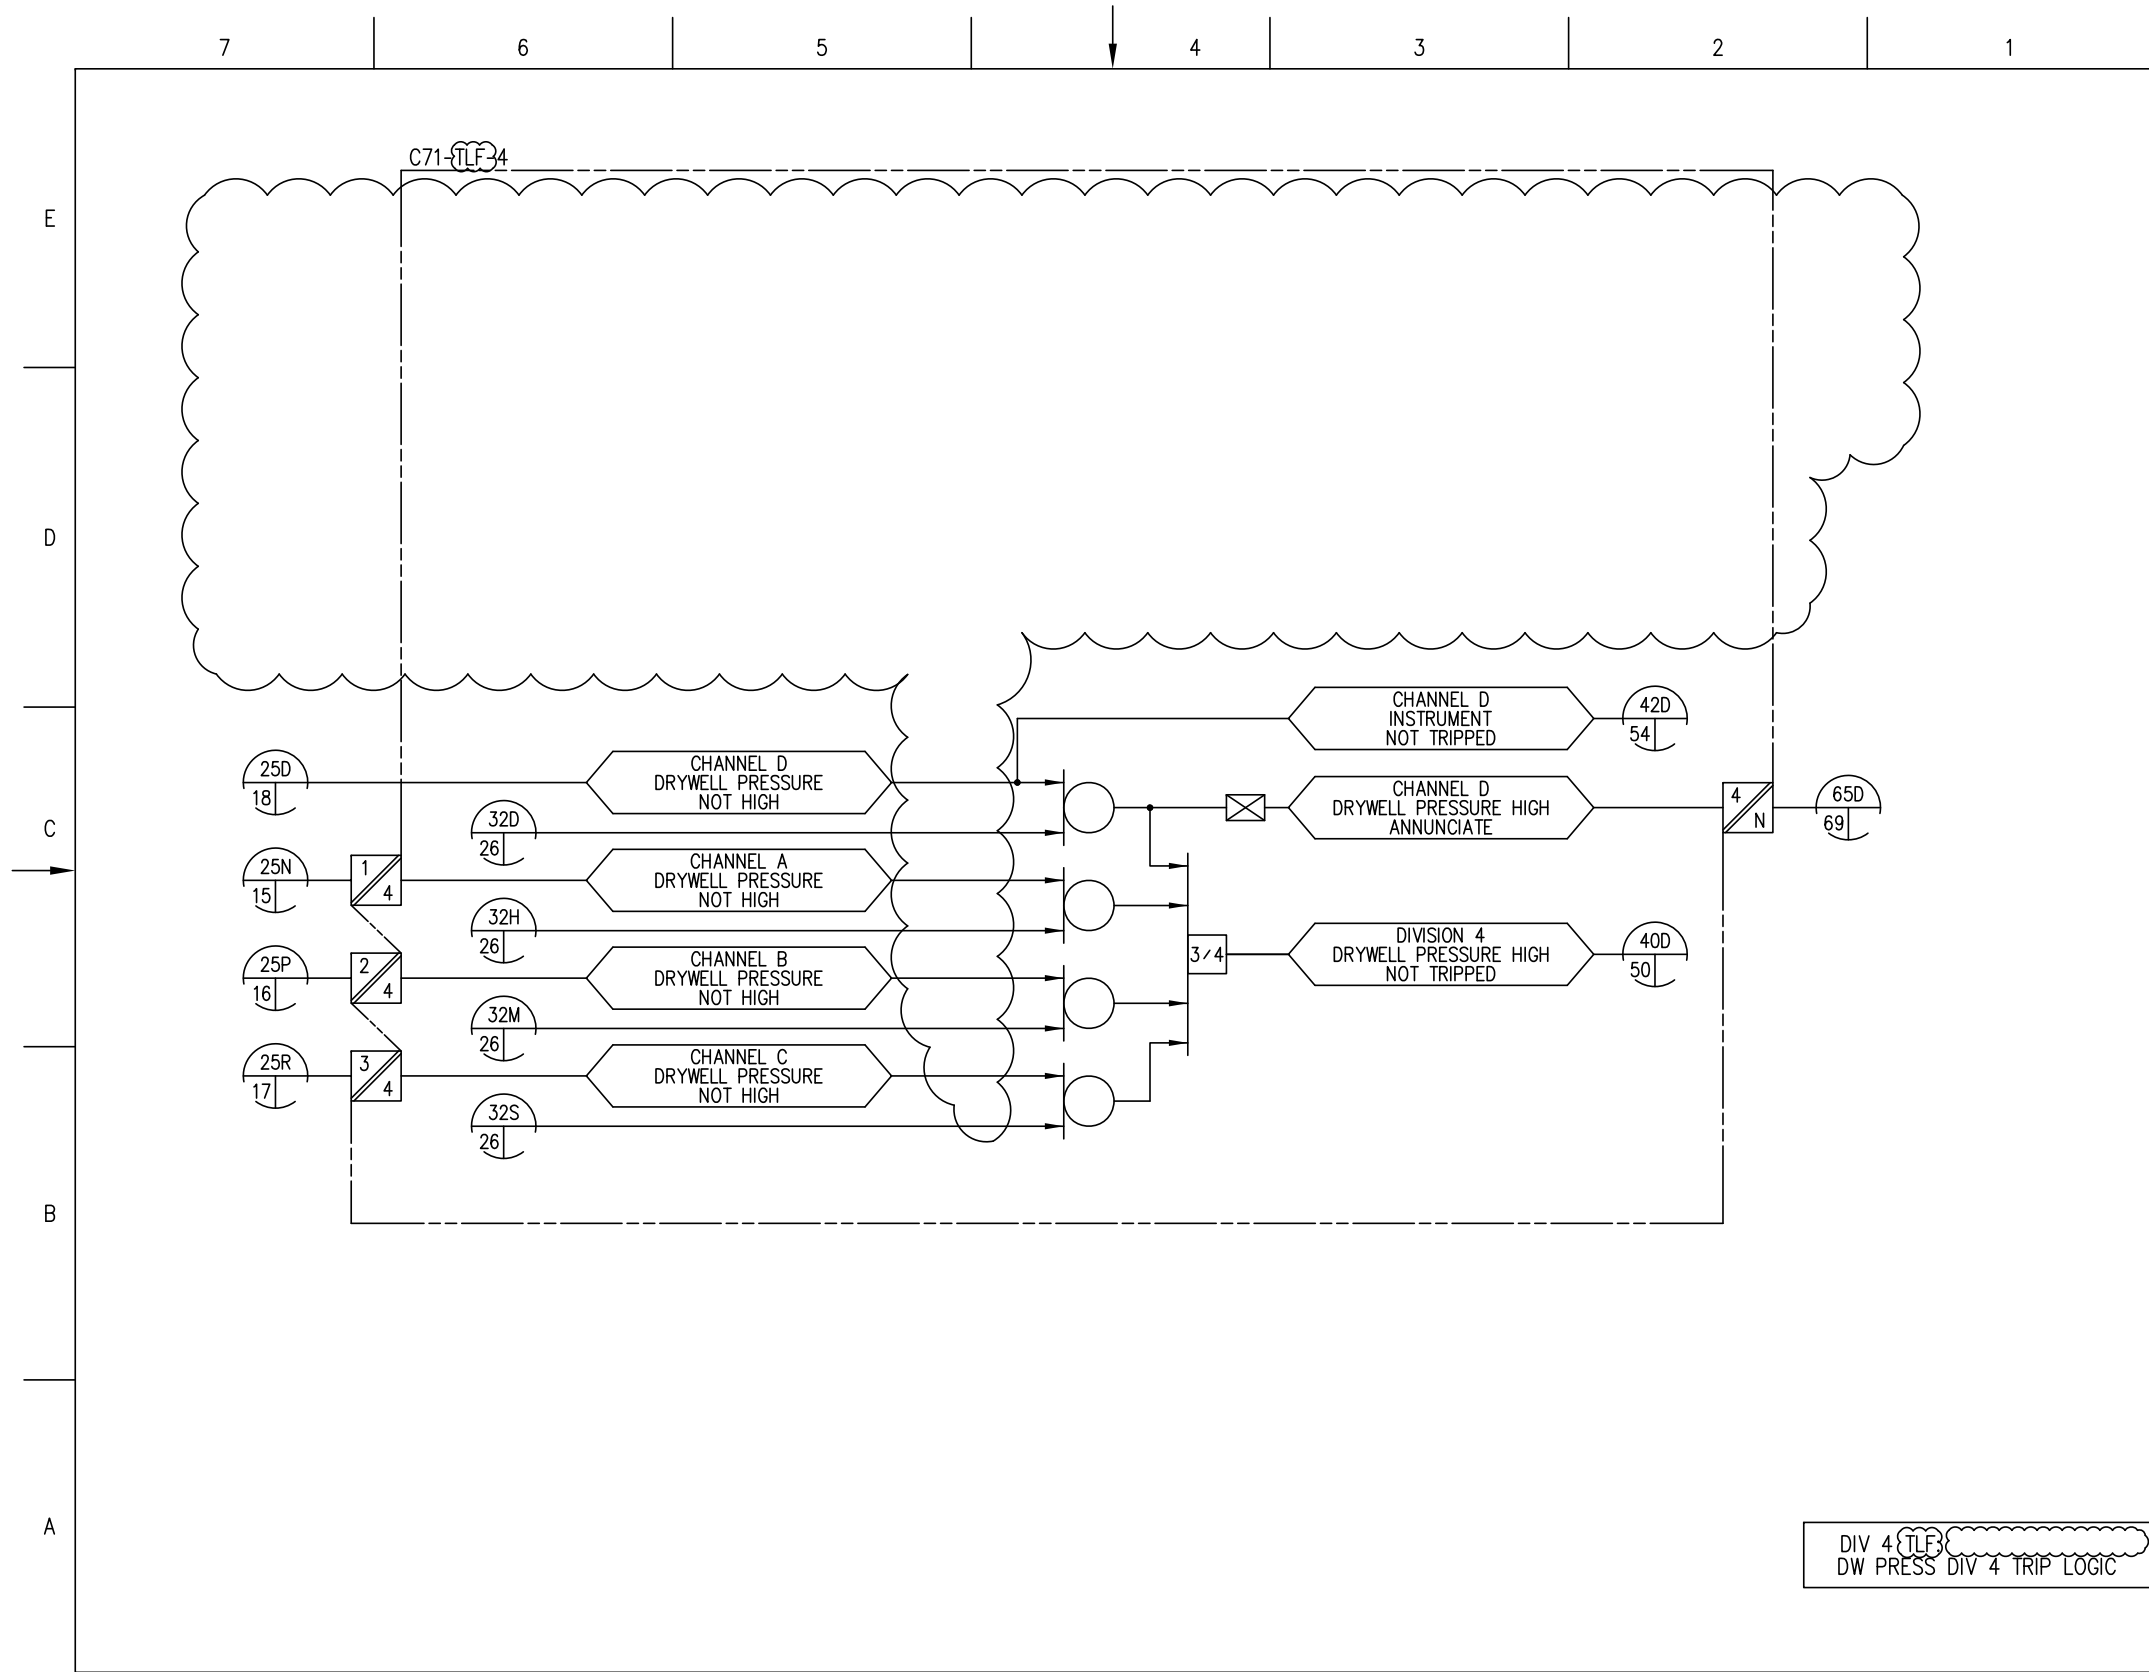 7 6 5 4 3 2 1
C71-TLF-4
E
D
CHANNEL D
INSTRUMENT
NOT TRIPPED
42D
54
25D
18
CHANNEL D
DRYWELL PRESSURE
NOT HIGH
CHANNEL D
DRYWELL PRESSURE HIGH
ANNUNCIATE
4
N
65D
69
C
32D
26
25N
15
1
4
CHANNEL A
DRYWELL PRESSURE
NOT HIGH
32H
26
3/4
DIVISION 4
DRYWELL PRESSURE HIGH
NOT TRIPPED
40D
50
25P
16
2
4
CHANNEL B
DRYWELL PRESSURE
NOT HIGH
32M
26
25R
17
3
4
CHANNEL C
DRYWELL PRESSURE
NOT HIGH
32S
26
B
A
DIV 4 TLF:
DW PRESS DIV 4 TRIP LOGIC